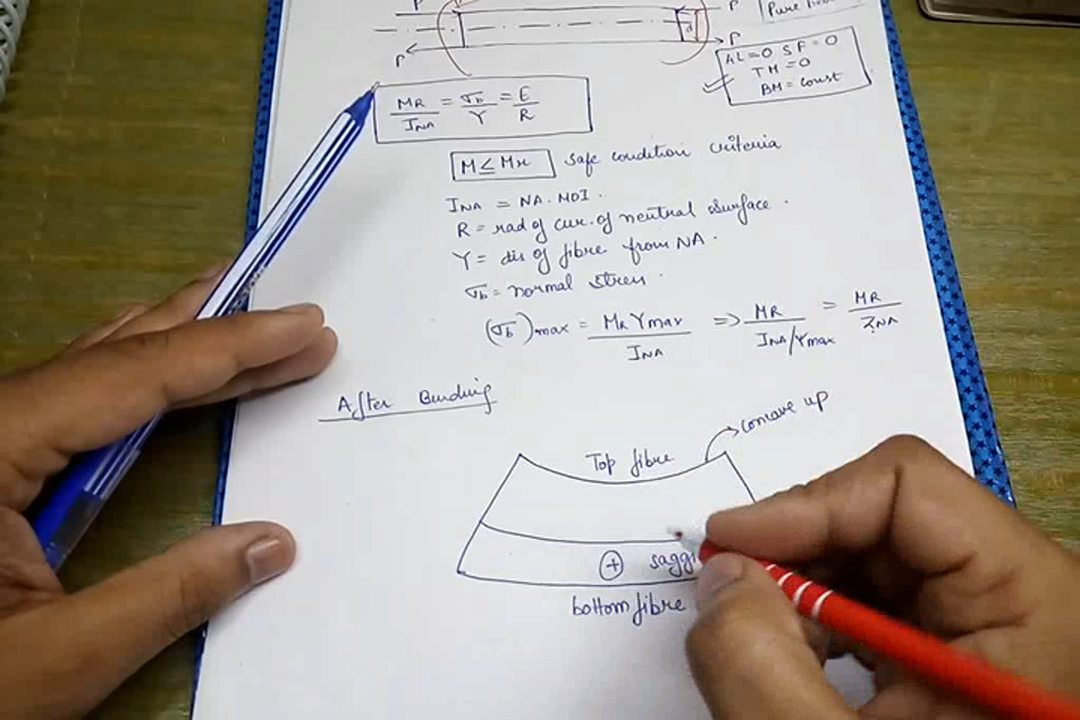 P
P
P
P
d
Pure
AL=0 SF=0
TM=0
BM=const
MR/INA = σb/Y = E/R
M≤MR safe condition criteria
INA = NA.MOI.
R = rad of cur. of neutral surface.
Y = dis of fibre from NA.
σb = normal stress.
(σb)max = MR Ymax/INA ⇒ MR/INA/Ymax = MR/ZNA
After Bending
concave up
Top fibre
+ saggi
bottom fibre